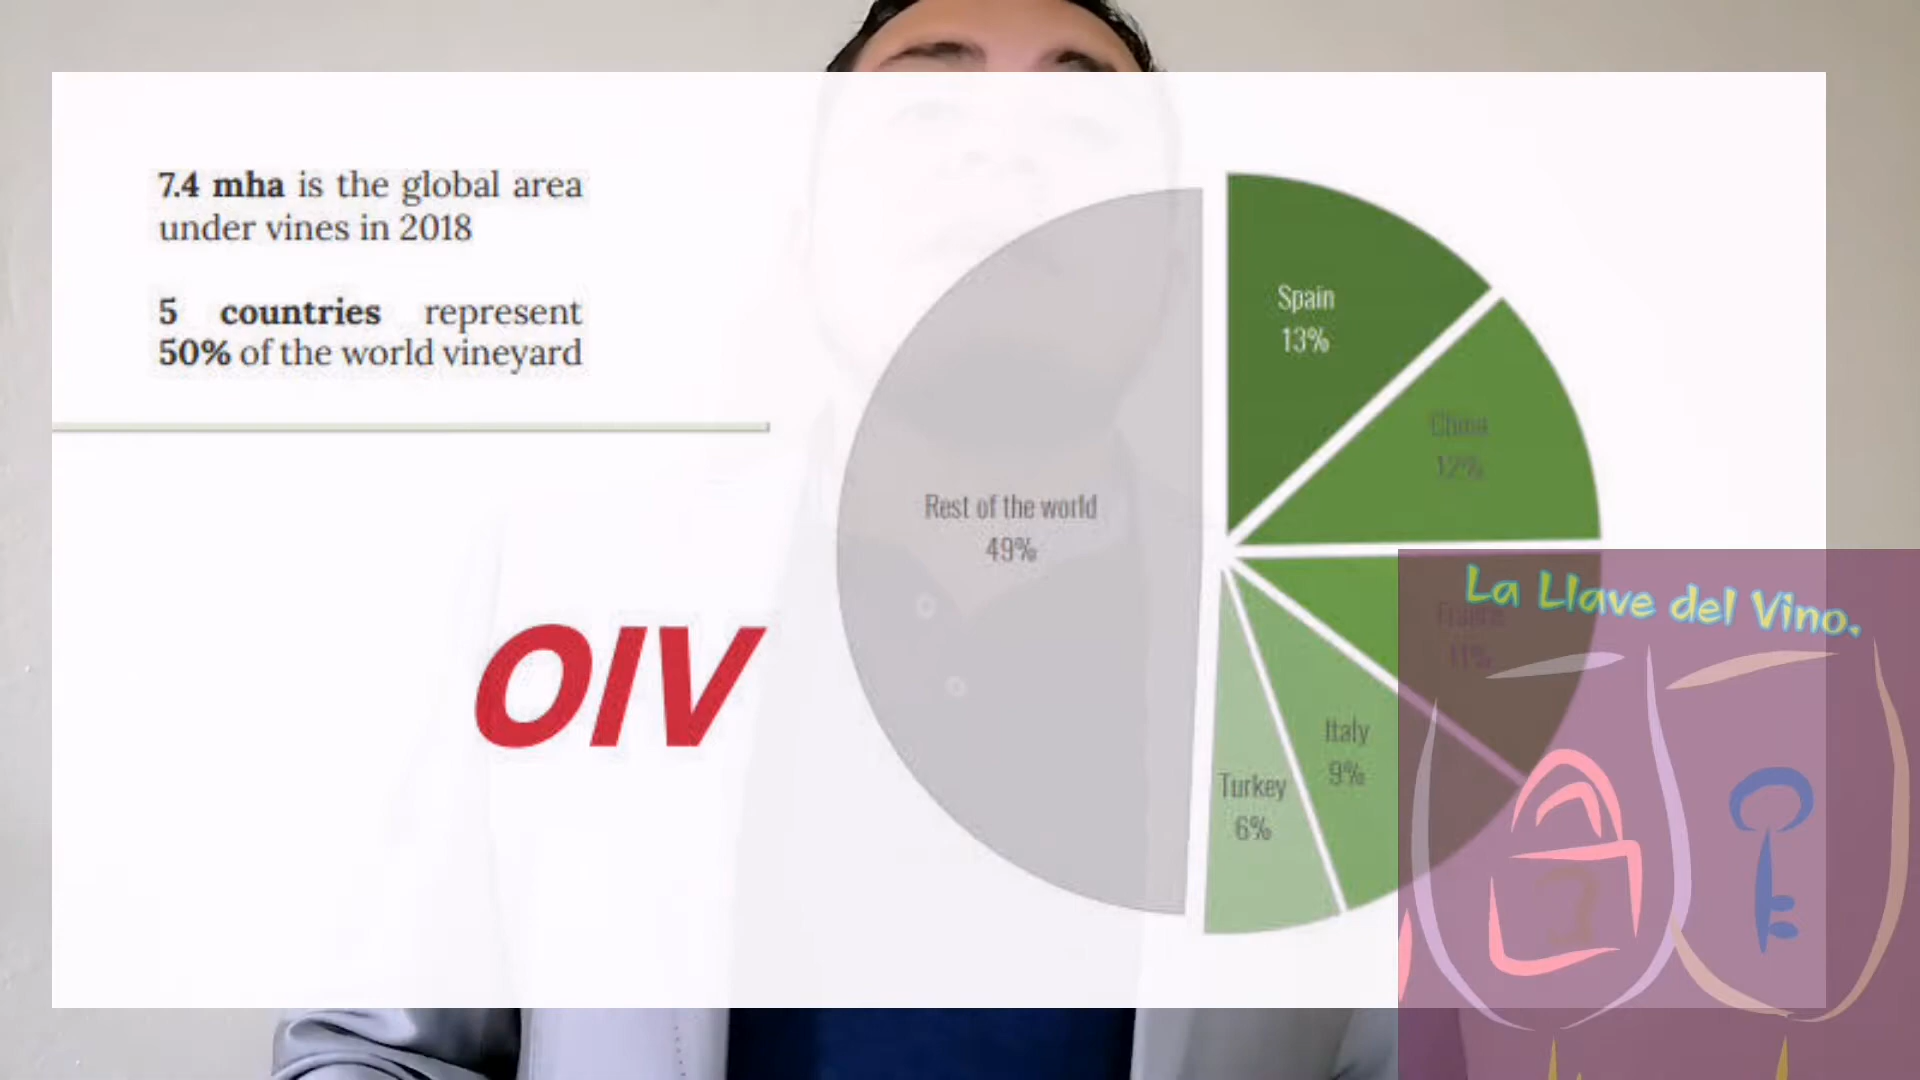 7.4 mha is the global area
under vines in 2018
5 countries represent
50% of the world vineyard
OIV
Spain
13%
China
12%
France
11%
Italy
9%
Turkey
6%
Rest of the world
49%
La Llave del Vino.